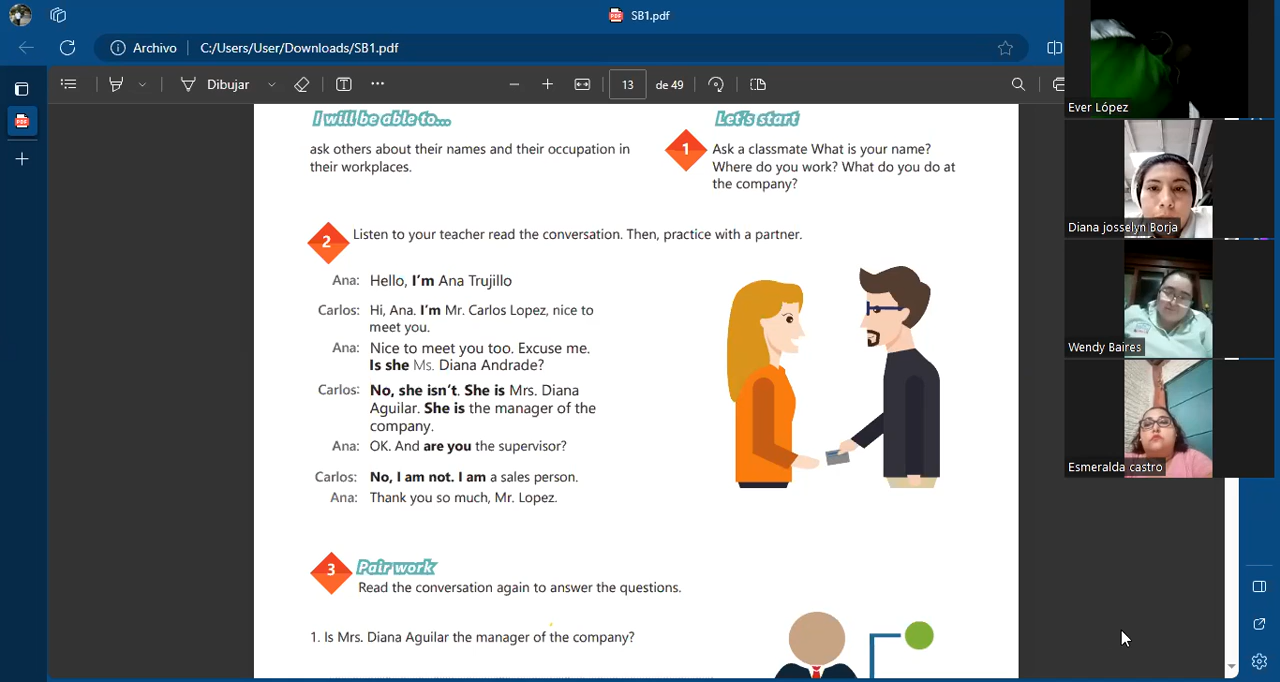 SB1.pdf
Archivo
C:/Users/User/Downloads/SB1.pdf
Dibujar
13
de 49
I will be able to...
ask others about their names and their occupation in
their workplaces.
Let's start
1
Ask a classmate What is your name?
Where do you work? What do you do at
the company?
2
Listen to your teacher read the conversation. Then, practice with a partner.
Ana: Hello, I'm Ana Trujillo
Carlos: Hi, Ana. I'm Mr. Carlos Lopez, nice to
meet you.
Ana: Nice to meet you too. Excuse me.
Is she Ms. Diana Andrade?
Carlos: No, she isn't. She is Mrs. Diana
Aguilar. She is the manager of the
company.
Ana: OK. And are you the supervisor?
Carlos: No, I am not. I am a sales person.
Ana: Thank you so much, Mr. Lopez.
3
Pair work
Read the conversation again to answer the questions.
1. Is Mrs. Diana Aguilar the manager of the company?
Ever López
Diana josselyn Borja
Wendy Baires
Esmeralda castro